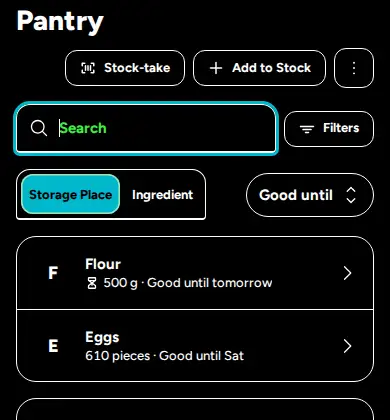 Pantry
Stock-take
Add to Stock
Search
Filters
Storage Place
Ingredient
Good until
F
Flour
500 g · Good until tomorrow
E
Eggs
610 pieces · Good until Sat